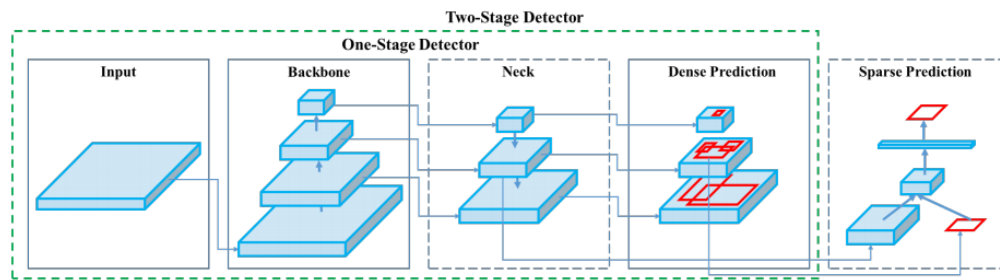 Two-Stage Detector
One-Stage Detector
Input
Backbone
Neck
Dense Prediction
Sparse Prediction